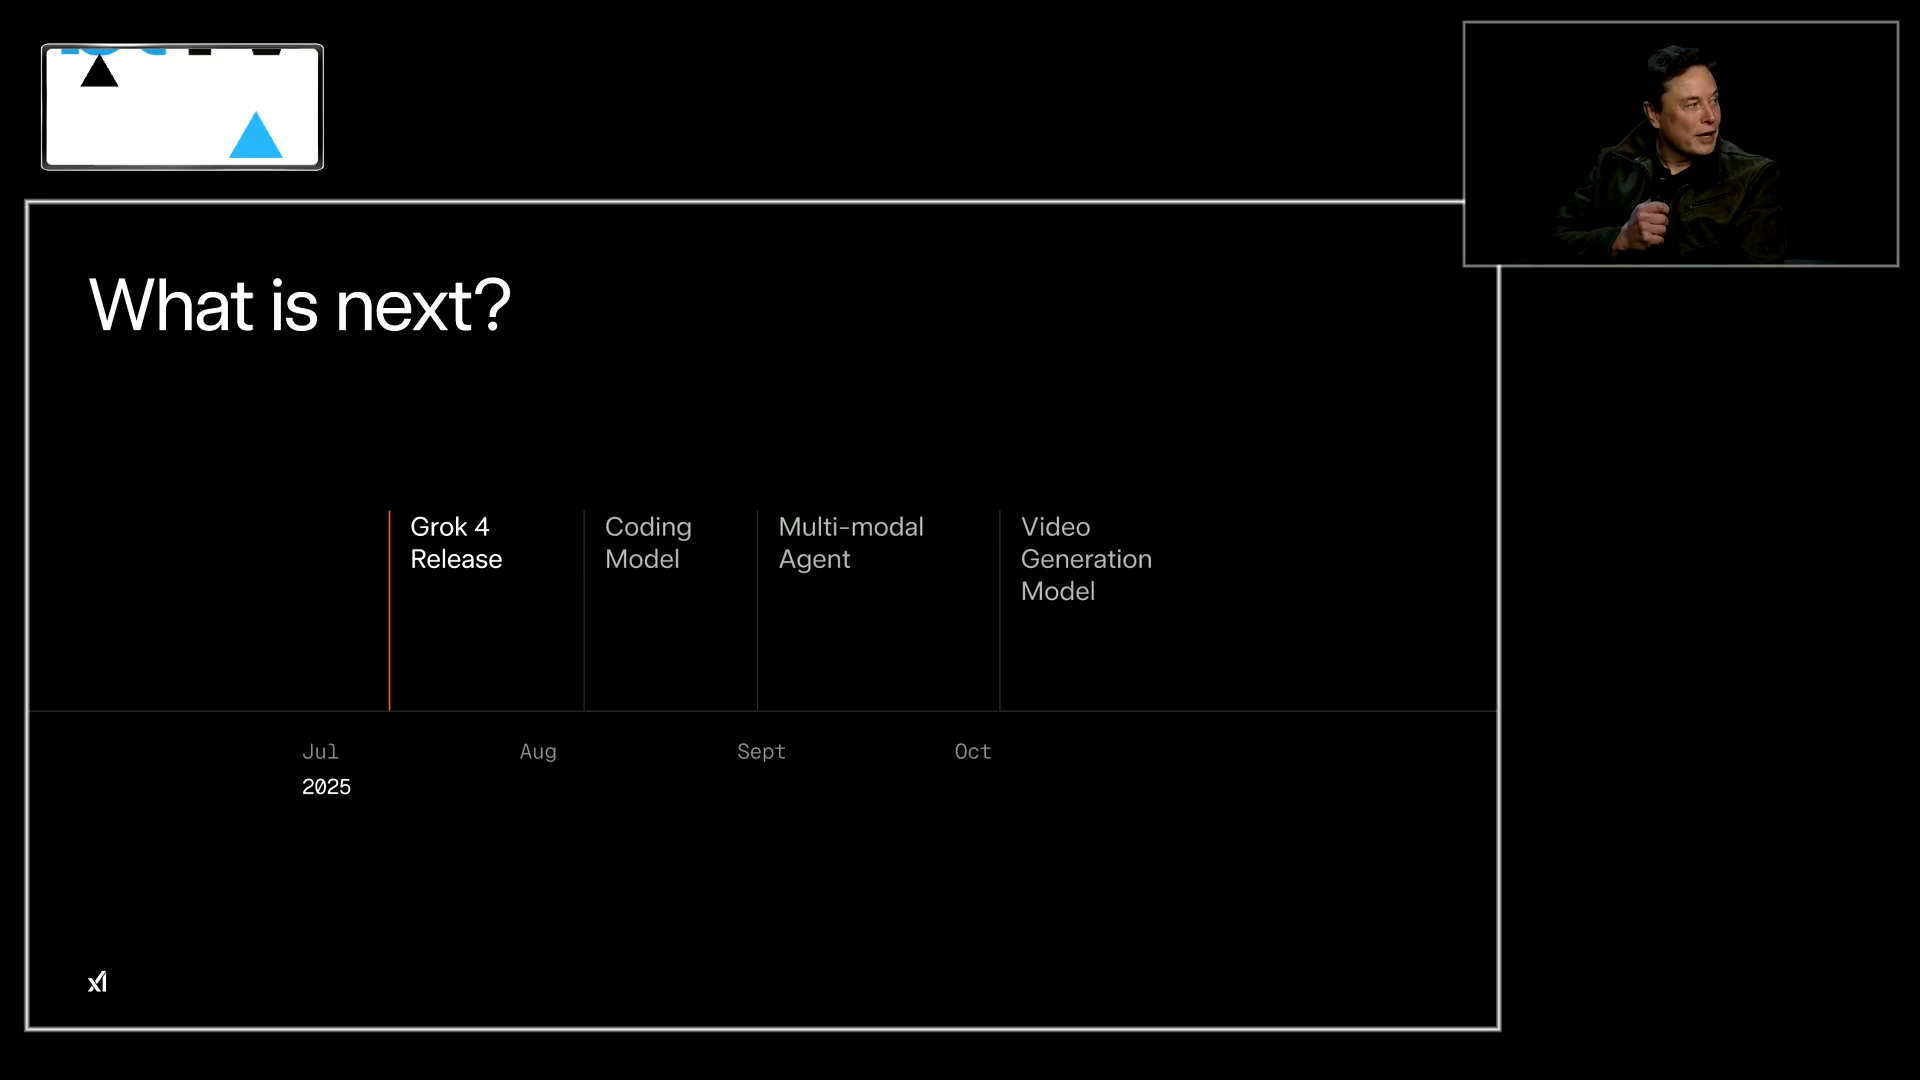 What is next?
Grok 4
Release
Coding
Model
Multi-modal
Agent
Video
Generation
Model
Jul
Aug
Sept
Oct
2025
xI